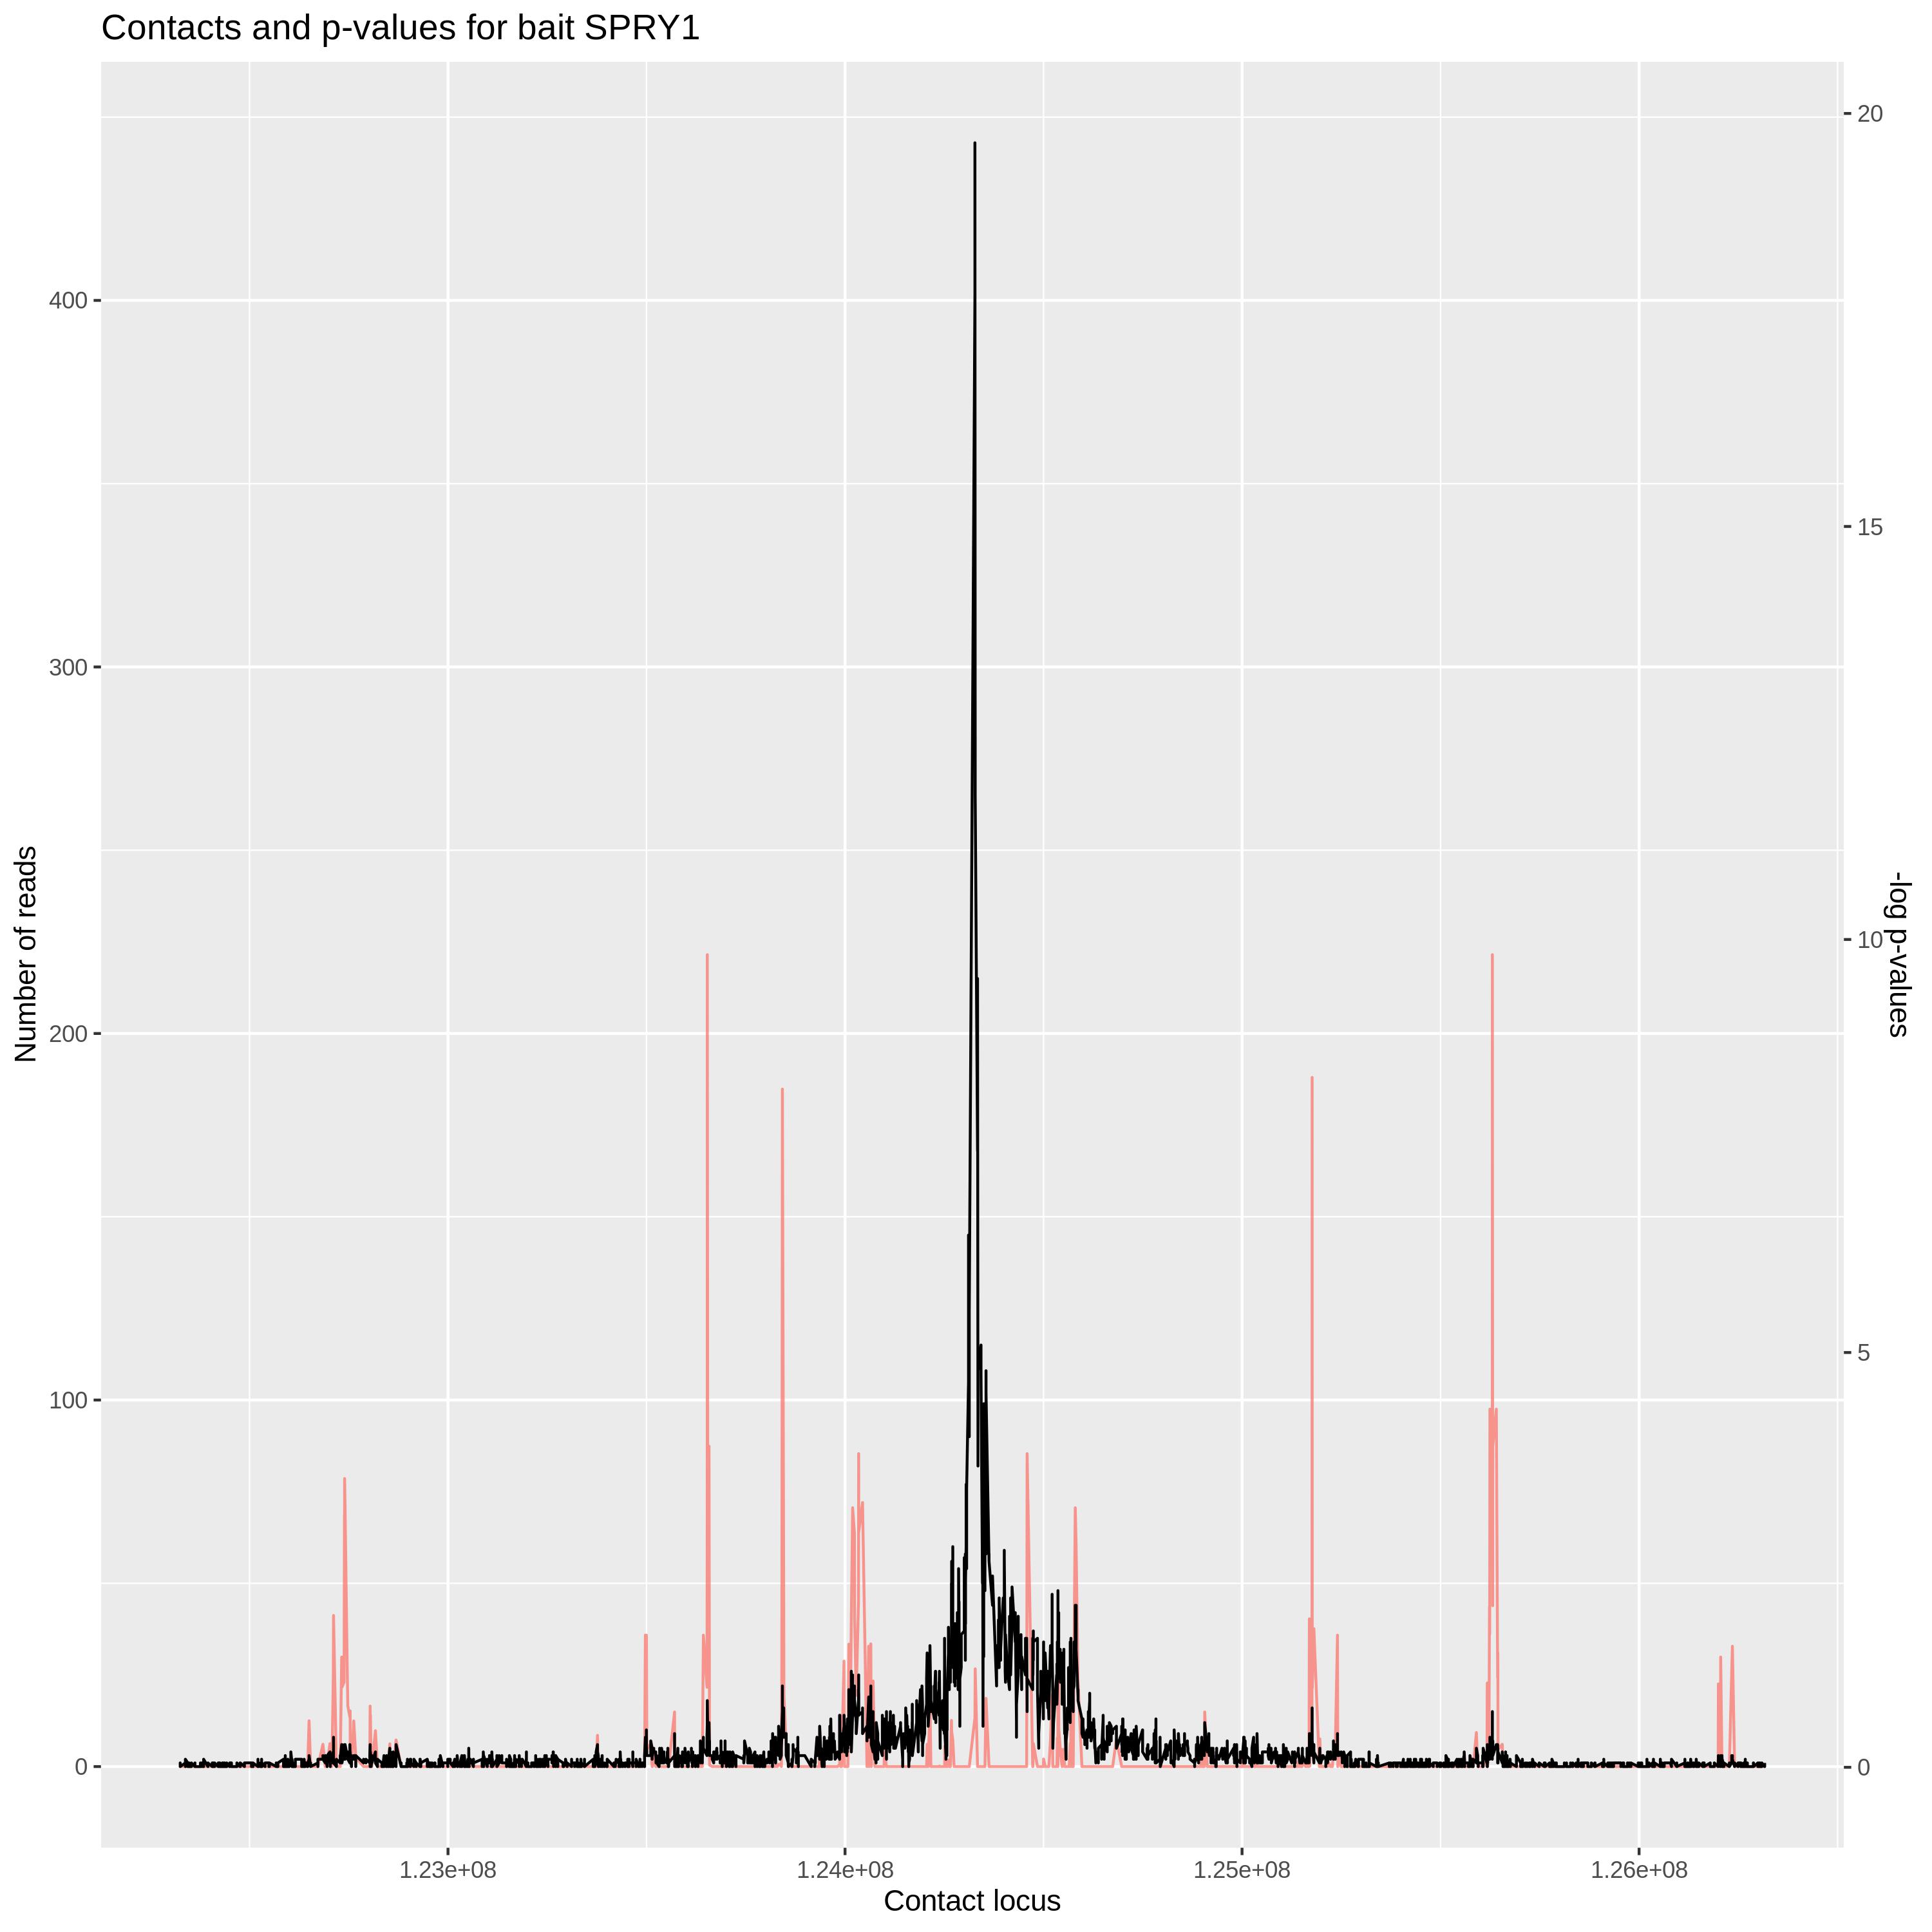 Contacts and p-values for bait SPRY1
Number of reads
400
300
200
100
0
20
15
10
5
0
-log p-values
1.23e+08 1.24e+08 1.25e+08 1.26e+08
Contact locus